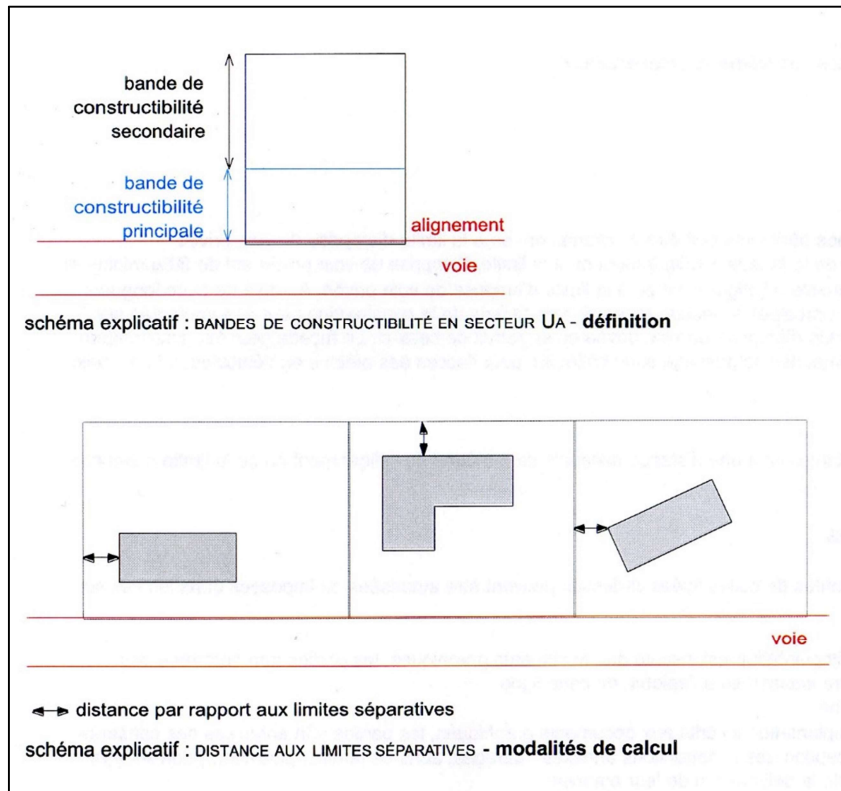 bande de
constructibilité
secondaire
bande de
constructibilité
principale
alignement
voie
schéma explicatif : BANDES DE CONSTRUCTIBILITÉ EN SECTEUR UA - définition
voie
distance par rapport aux limites séparatives
schéma explicatif : DISTANCE AUX LIMITES SÉPARATIVES - modalités de calcul